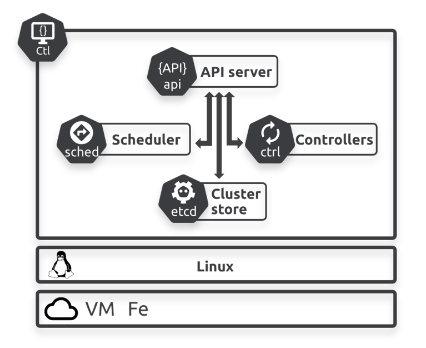 {}
Ctl
{API}
api
API server
sched
Scheduler
ctrl
Controllers
etcd
Cluster
store
Linux
VM Fe